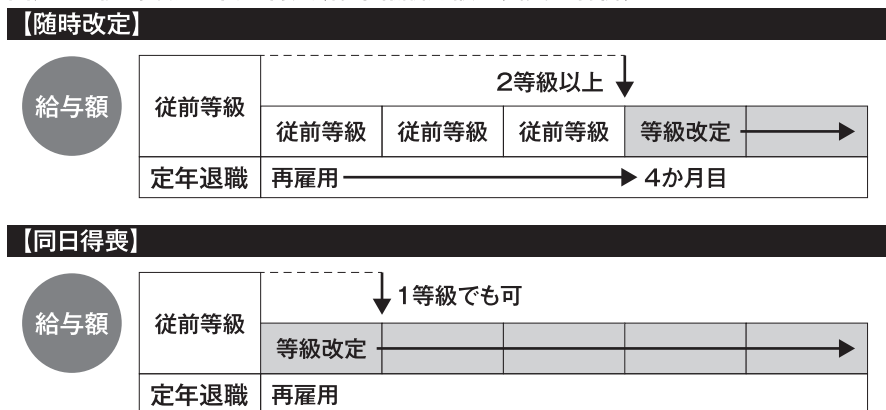 【随時改定】
給与額
従前等級
2等級以上
従前等級 従前等級 従前等級 等級改定
定年退職 再雇用 4か月目
【同日得喪】
給与額
従前等級
1等級でも可
等級改定
定年退職 再雇用